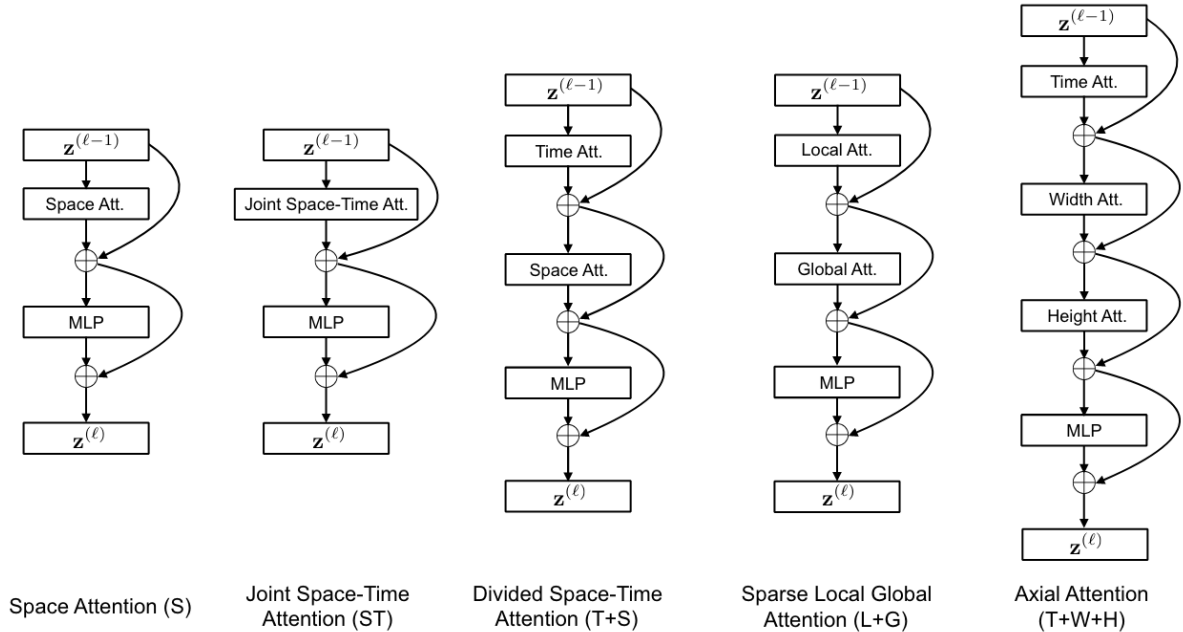 z^(ℓ−1)
Space Att.
MLP
z^(ℓ)
Space Attention (S)
z^(ℓ−1)
Joint Space-Time Att.
MLP
z^(ℓ)
Joint Space-Time
Attention (ST)
z^(ℓ−1)
Time Att.
Space Att.
MLP
z^(ℓ)
Divided Space-Time
Attention (T+S)
z^(ℓ−1)
Local Att.
Global Att.
MLP
z^(ℓ)
Sparse Local Global
Attention (L+G)
z^(ℓ−1)
Time Att.
Width Att.
Height Att.
MLP
z^(ℓ)
Axial Attention
(T+W+H)